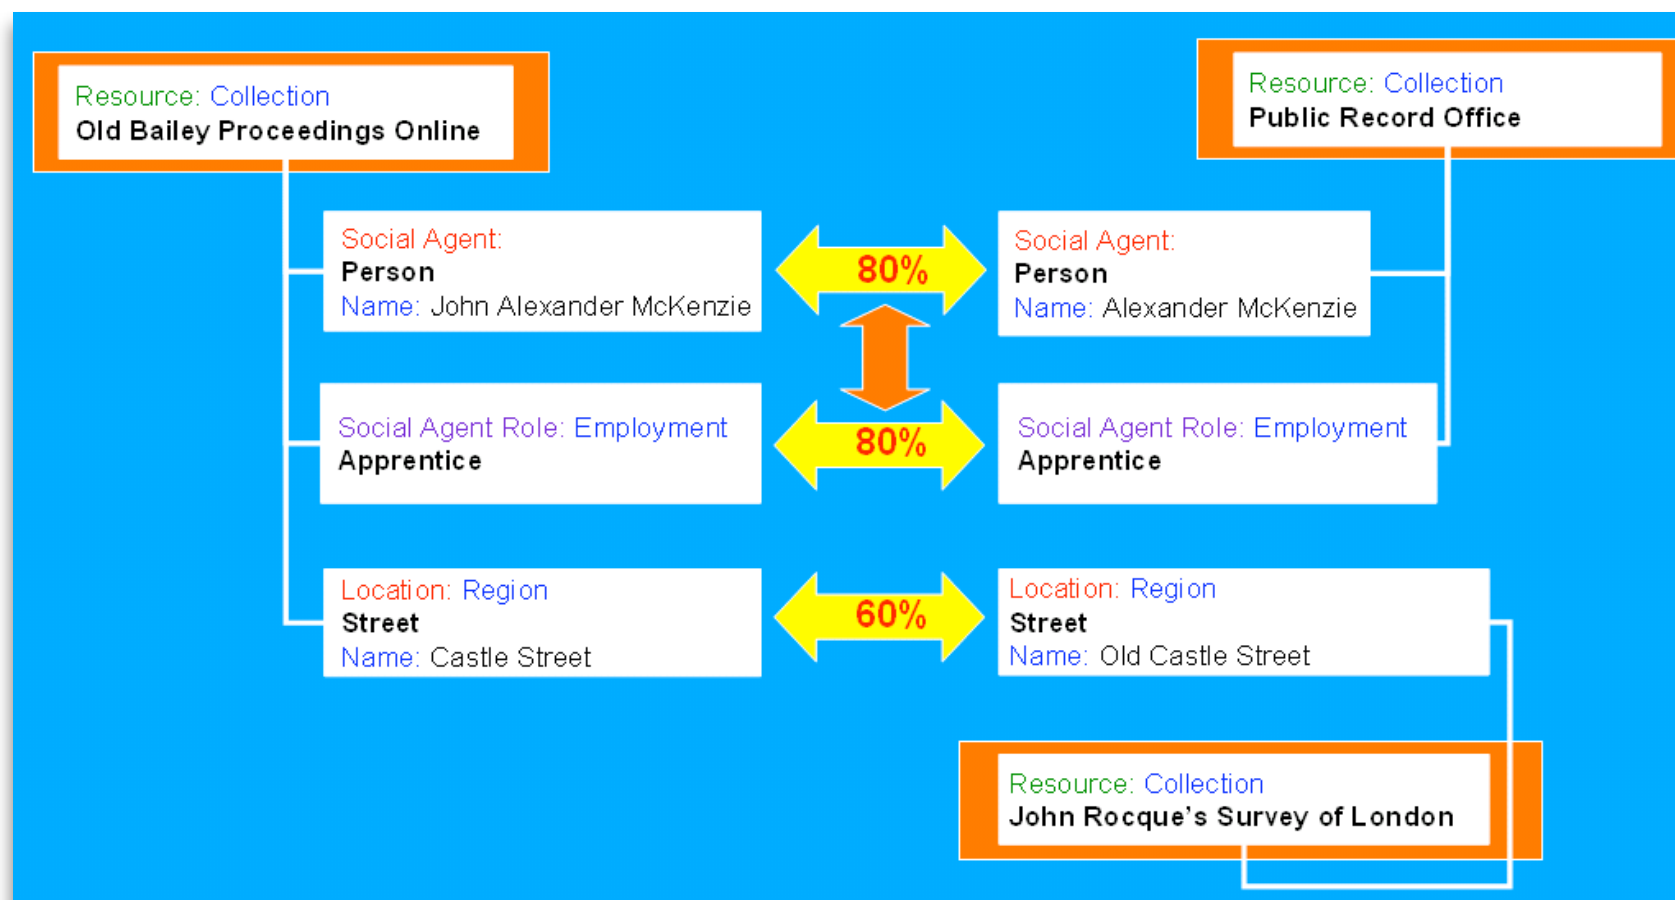 Resource: Collection
Old Bailey Proceedings Online
Resource: Collection
Public Record Office
Social Agent:
Person
Name: John Alexander McKenzie
80%
Social Agent:
Person
Name: Alexander McKenzie
Social Agent Role: Employment
Apprentice
80%
Social Agent Role: Employment
Apprentice
Location: Region
Street
Name: Castle Street
60%
Location: Region
Street
Name: Old Castle Street
Resource: Collection
John Rocque's Survey of London